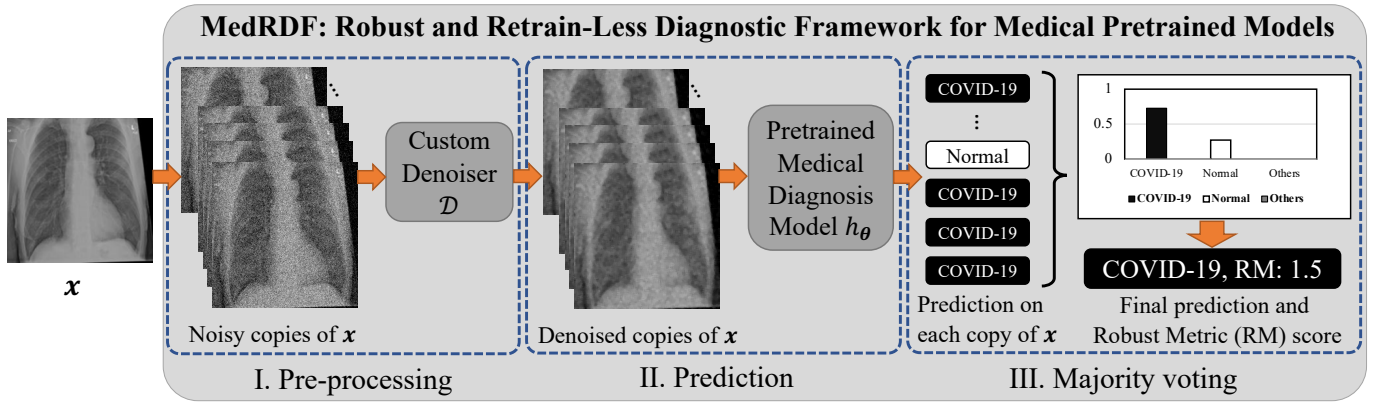 MedRDF: Robust and Retrain-Less Diagnostic Framework for Medical Pretrained Models
x
Noisy copies of x
Custom
Denoiser
𝒟
I. Pre-processing
Denoised copies of x
Pretrained
Medical
Diagnosis
Model h_θ
II. Prediction
COVID-19
⋮
Normal
COVID-19
COVID-19
COVID-19
Prediction on
each copy of x
1
0.5
0
COVID-19 Normal Others
COVID-19 Normal Others
COVID-19, RM: 1.5
Final prediction and
Robust Metric (RM) score
III. Majority voting